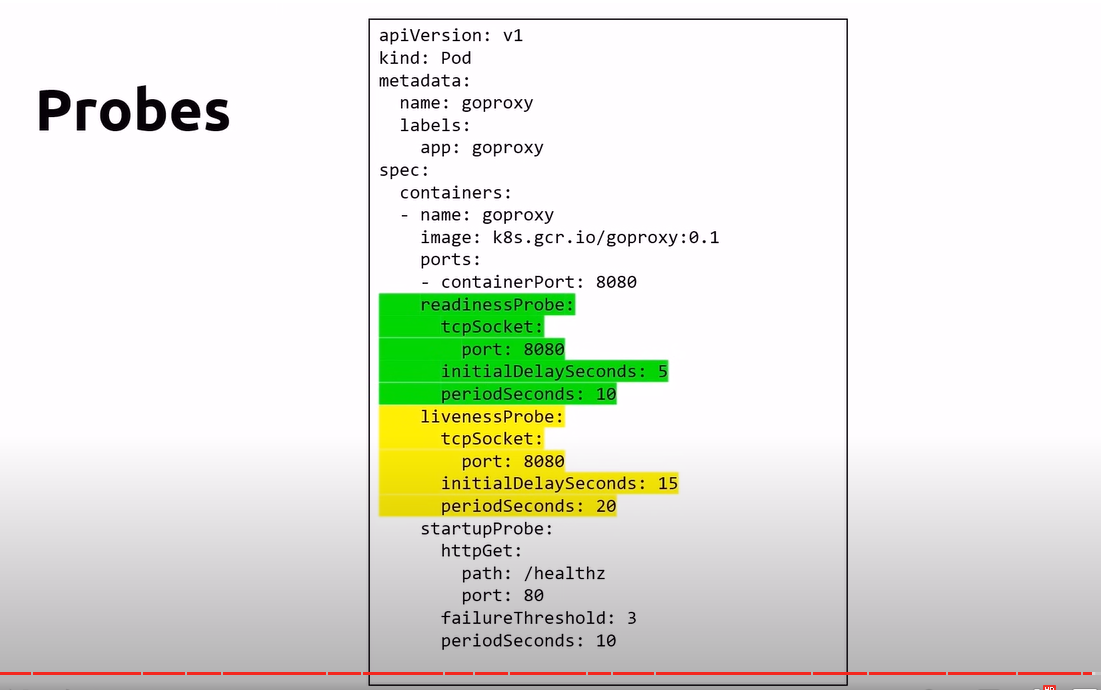 Probes
apiVersion: v1
kind: Pod
metadata:
  name: goproxy
  labels:
    app: goproxy
spec:
  containers:
  - name: goproxy
    image: k8s.gcr.io/goproxy:0.1
    ports:
    - containerPort: 8080
    readinessProbe:
      tcpSocket:
        port: 8080
      initialDelaySeconds: 5
      periodSeconds: 10
    livenessProbe:
      tcpSocket:
        port: 8080
      initialDelaySeconds: 15
      periodSeconds: 20
    startupProbe:
      httpGet:
        path: /healthz
        port: 80
      failureThreshold: 3
      periodSeconds: 10